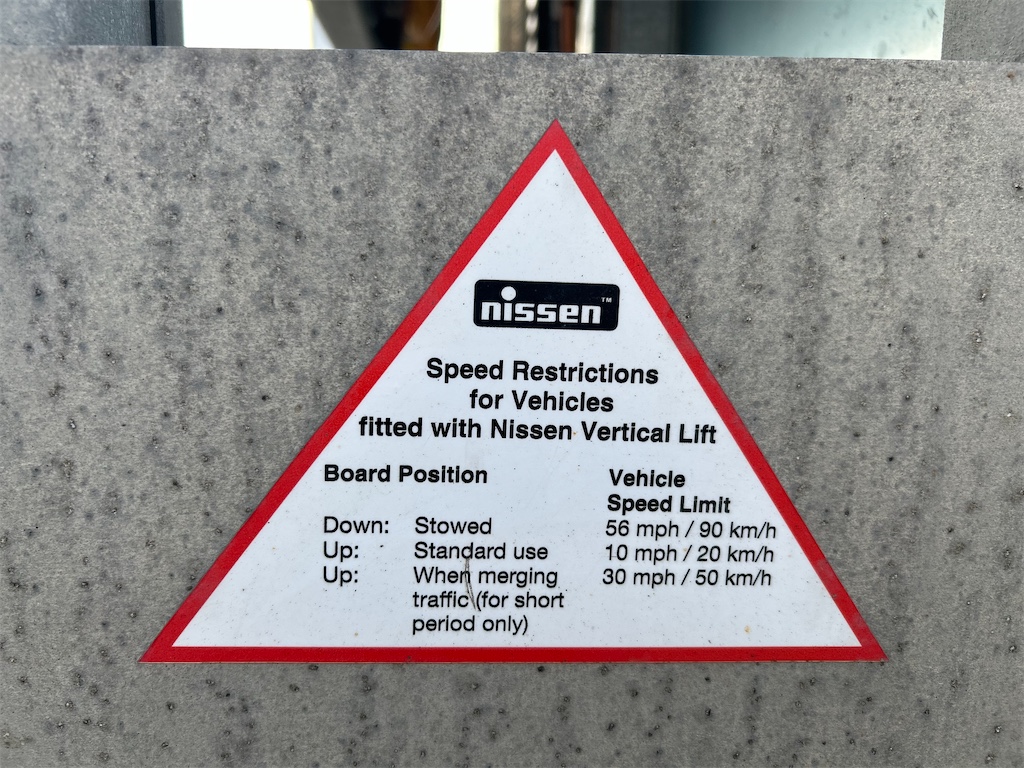 nissen™
Speed Restrictions
for Vehicles
fitted with Nissen Vertical Lift
Board Position
Vehicle
Speed Limit
Down: Stowed 56 mph / 90 km/h
Up: Standard use 10 mph / 20 km/h
Up: When merging 30 mph / 50 km/h
traffic (for short
period only)